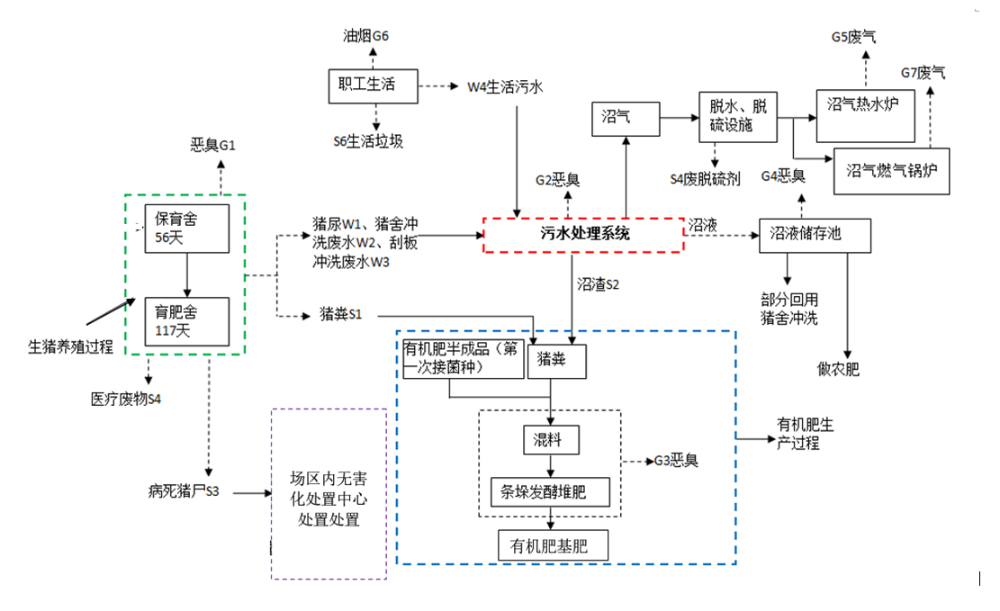 油烟G6
职工生活
W4生活污水
S6生活垃圾
G5废气
G7废气
沼气
脱水、脱
硫设施
沼气热水炉
沼气燃气锅炉
S4废脱硫剂
恶臭G1
保育舍
56天
育肥舍
117天
生猪养殖过程
猪尿W1、猪舍冲
洗废水W2、刮板
冲洗废水W3
G2恶臭
污水处理系统
沼液
G4恶臭
沼液储存池
部分回用
猪舍冲洗
做农肥
沼渣S2
猪粪S1
医疗废物S4
病死猪尸S3
场区内无害
化处置中心
处置处置
有机肥半成品（第
一次接菌种）
猪粪
混料
条垛发酵堆肥
有机肥基肥
G3恶臭
有机肥生
产过程